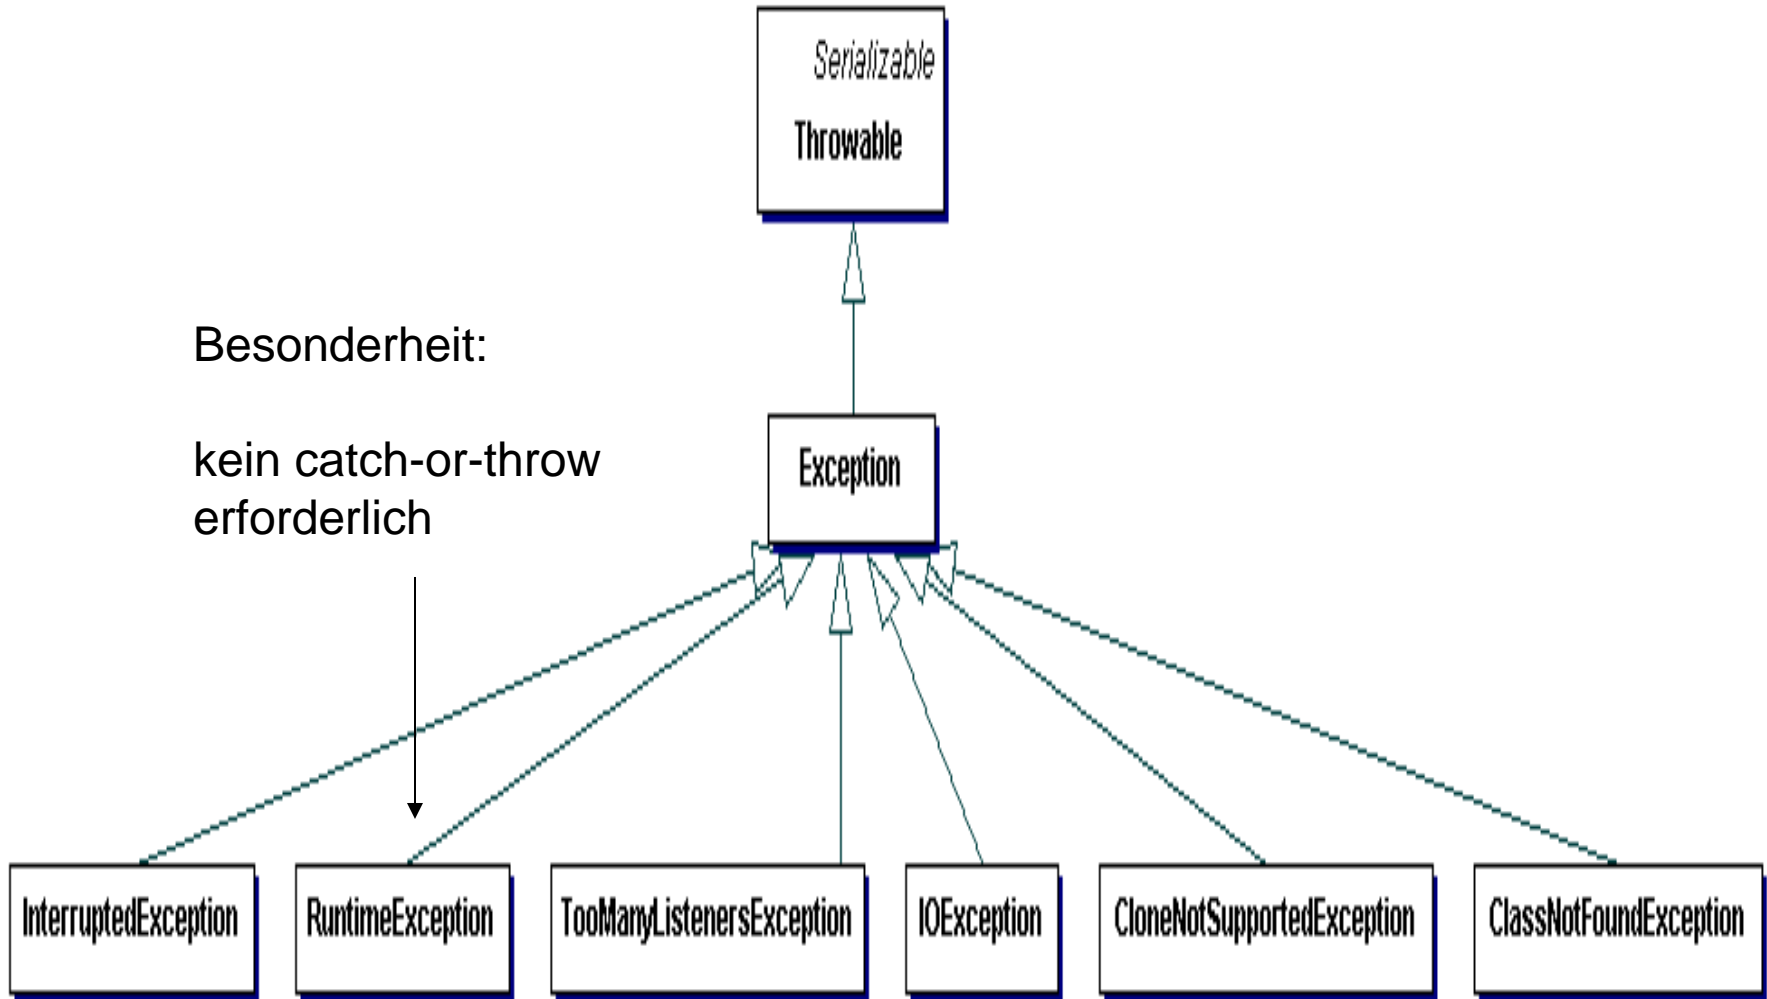 Serializable
Throwable
Besonderheit:
kein catch-or-throw
erforderlich
Exception
InterruptedException
RuntimeException
TooManyListenersException
IOException
CloneNotSupportedException
ClassNotFoundException